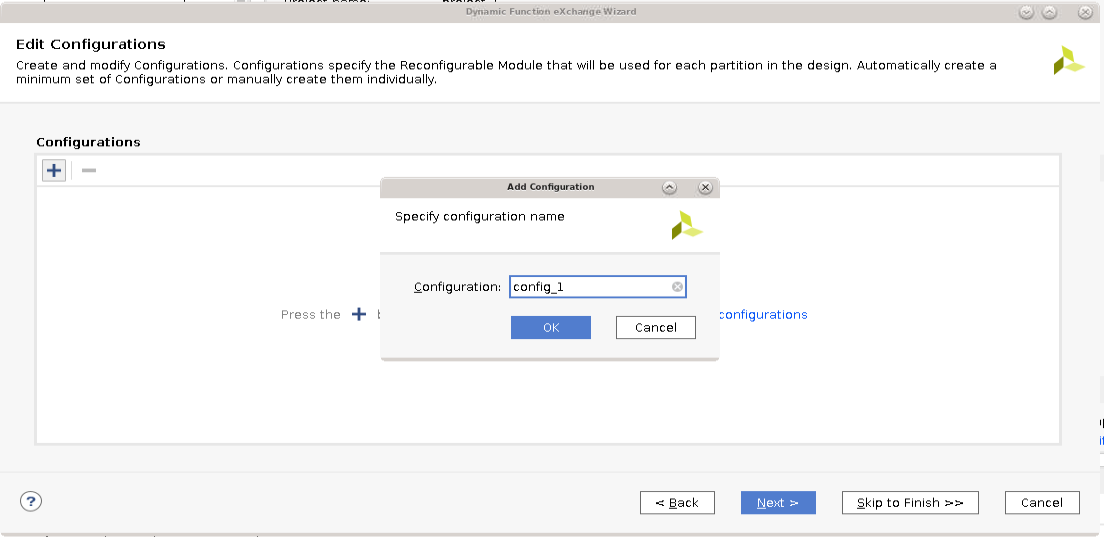 Dynamic Function eXchange Wizard
Edit Configurations
Create and modify Configurations. Configurations specify the Reconfigurable Module that will be used for each partition in the design. Automatically create a
minimum set of Configurations or manually create them individually.
Configurations
Add Configuration
Specify configuration name
Configuration: config_1
Press the + configurations
OK Cancel
? < Back Next > Skip to Finish >> Cancel